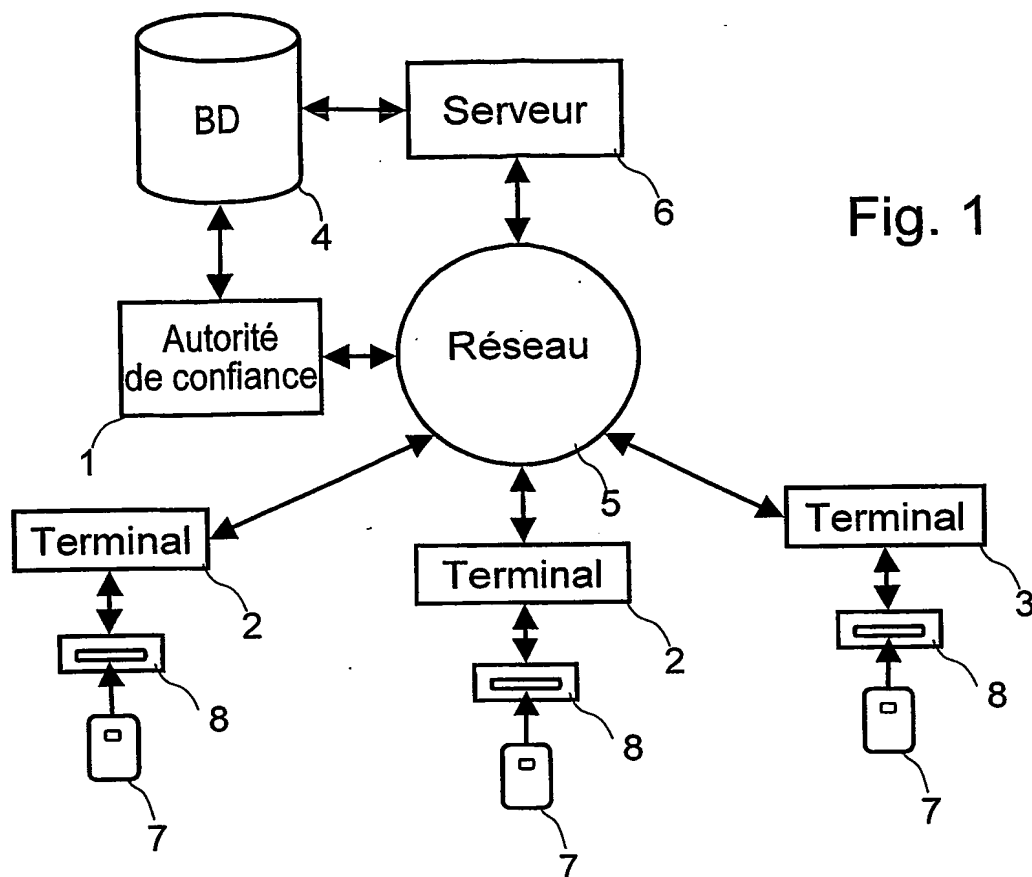 BD
Serveur
4
6
Fig. 1
Autorité
de confiance
Réseau
1
5
Terminal
Terminal
Terminal
2
2
3
8
8
8
7
7
7